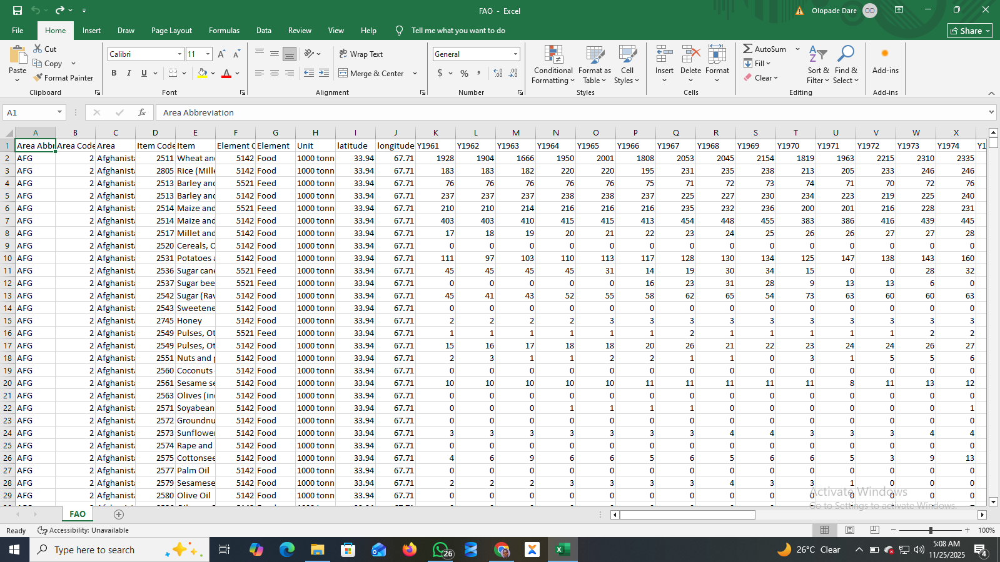 FAO - Excel
Olopade Dare OD
File Home Insert Draw Page Layout Formulas Data Review View Help Tell me what you want to do Share
Cut
Copy
Format Painter
Paste
Clipboard
Calibri 11
B I U
Font
Wrap Text
Merge & Center
Alignment
General
$ % ,
Number
Conditional Formatting
Format as Table
Cell Styles
Styles
Insert Delete Format
Cells
AutoSum
Fill
Clear
Sort & Filter
Find & Select
Editing
Add-ins
Add-ins
A1 fx Area Abbreviation
A B C D E F G H I J K L M N O P Q R S T U V W X
1 Area Abbr Area Code Area Item Code Item Element C Element Unit latitude longitude Y1961 Y1962 Y1963 Y1964 Y1965 Y1966 Y1967 Y1968 Y1969 Y1970 Y1971 Y1972 Y1973 Y1974 Y1
2 AFG 2 Afghanista 2511 Wheat and 5142 Food 1000 tonn 33.94 67.71 1928 1904 1666 1950 2001 1808 2053 2045 2154 1819 1963 2215 2310 2335
3 AFG 2 Afghanista 2805 Rice (Mille 5142 Food 1000 tonn 33.94 67.71 183 183 182 220 220 195 231 235 238 213 205 233 246 246
4 AFG 2 Afghanista 2513 Barley and 5521 Feed 1000 tonn 33.94 67.71 76 76 76 76 76 75 71 72 73 74 71 70 72 76
5 AFG 2 Afghanista 2513 Barley and 5142 Food 1000 tonn 33.94 67.71 237 237 237 238 238 237 225 227 230 234 223 219 225 240
6 AFG 2 Afghanista 2514 Maize and 5521 Feed 1000 tonn 33.94 67.71 210 210 214 216 216 216 235 232 236 200 201 216 228 231
7 AFG 2 Afghanista 2514 Maize and 5142 Food 1000 tonn 33.94 67.71 403 403 410 415 415 413 454 448 455 383 386 416 439 445
8 AFG 2 Afghanista 2517 Millet and 5142 Food 1000 tonn 33.94 67.71 17 18 19 20 21 22 23 24 25 26 26 27 27 28
9 AFG 2 Afghanista 2520 Cereals, O 5142 Food 1000 tonn 33.94 67.71 0 0 0 0 0 0 0 0 0 0 0 0 0 0
10 AFG 2 Afghanista 2531 Potatoes a 5142 Food 1000 tonn 33.94 67.71 111 97 103 110 113 117 128 130 134 125 147 138 143 160
11 AFG 2 Afghanista 2536 Sugar cane 5521 Feed 1000 tonn 33.94 67.71 45 45 45 45 31 14 19 30 34 15 0 0 28 32
12 AFG 2 Afghanista 2537 Sugar bee 5521 Feed 1000 tonn 33.94 67.71 0 0 0 0 0 16 23 31 28 9 13 13 6 0
13 AFG 2 Afghanista 2542 Sugar (Raw 5142 Food 1000 tonn 33.94 67.71 45 41 43 52 55 58 62 65 54 73 63 60 60 63
14 AFG 2 Afghanista 2543 Sweetene 5142 Food 1000 tonn 33.94 67.71 0 0 0 0 0 0 0 0 0 0 0 0 0 0
15 AFG 2 Afghanista 2745 Honey 5142 Food 1000 tonn 33.94 67.71 2 2 2 2 3 3 3 3 3 3 3 3 3 3
16 AFG 2 Afghanista 2549 Pulses, Ot 5521 Feed 1000 tonn 33.94 67.71 1 1 1 1 1 1 2 1 1 1 1 1 2 2
17 AFG 2 Afghanista 2549 Pulses, Ot 5142 Food 1000 tonn 33.94 67.71 15 16 17 18 18 20 26 21 22 23 24 24 26 27
18 AFG 2 Afghanista 2551 Nuts and p 5142 Food 1000 tonn 33.94 67.71 2 3 1 1 2 2 1 1 0 3 1 5 5 6
19 AFG 2 Afghanista 2560 Coconuts 5142 Food 1000 tonn 33.94 67.71 0 0 0 0 0 0 0 0 0 0 0 0 0 0
20 AFG 2 Afghanista 2561 Sesame se 5142 Food 1000 tonn 33.94 67.71 10 10 10 10 10 11 11 11 11 11 8 11 13 12
21 AFG 2 Afghanista 2563 Olives (inc 5142 Food 1000 tonn 33.94 67.71 0 0 0 0 0 0 0 0 0 0 0 0 0 0
22 AFG 2 Afghanista 2571 Soyabean 5142 Food 1000 tonn 33.94 67.71 0 0 0 1 1 1 1 0 0 0 0 0 0 1
23 AFG 2 Afghanista 2572 Groundnu 5142 Food 1000 tonn 33.94 67.71 0 0 0 0 0 0 0 0 0 0 0 0 0 0
24 AFG 2 Afghanista 2573 Sunflower 5142 Food 1000 tonn 33.94 67.71 3 3 3 3 3 3 3 4 4 3 3 3 4 4
25 AFG 2 Afghanista 2574 Rape and 5142 Food 1000 tonn 33.94 67.71 0 0 0 0 0 0 0 0 0 0 0 0 0 0
26 AFG 2 Afghanista 2575 Cottonsee 5142 Food 1000 tonn 33.94 67.71 4 6 9 6 6 5 6 5 6 6 5 3 9 13
27 AFG 2 Afghanista 2577 Palm Oil 5142 Food 1000 tonn 33.94 67.71 0 0 0 0 0 0 0 0 0 0 0 0 0 0
28 AFG 2 Afghanista 2579 Sesamese 5142 Food 1000 tonn 33.94 67.71 2 2 2 3 3 3 3 4 3 3 1 0 0 0
29 AFG 2 Afghanista 2580 Olive Oil 5142 Food 1000 tonn 33.94 67.71 0 0 0 0 0 0 0 0 0 0 0 0 0 0
Activate Windows
Go to Settings to activate Windows.
FAO
Ready Accessibility: Unavailable 100%
Type here to search 26 26°C Clear 5:08 AM
11/25/2025 4